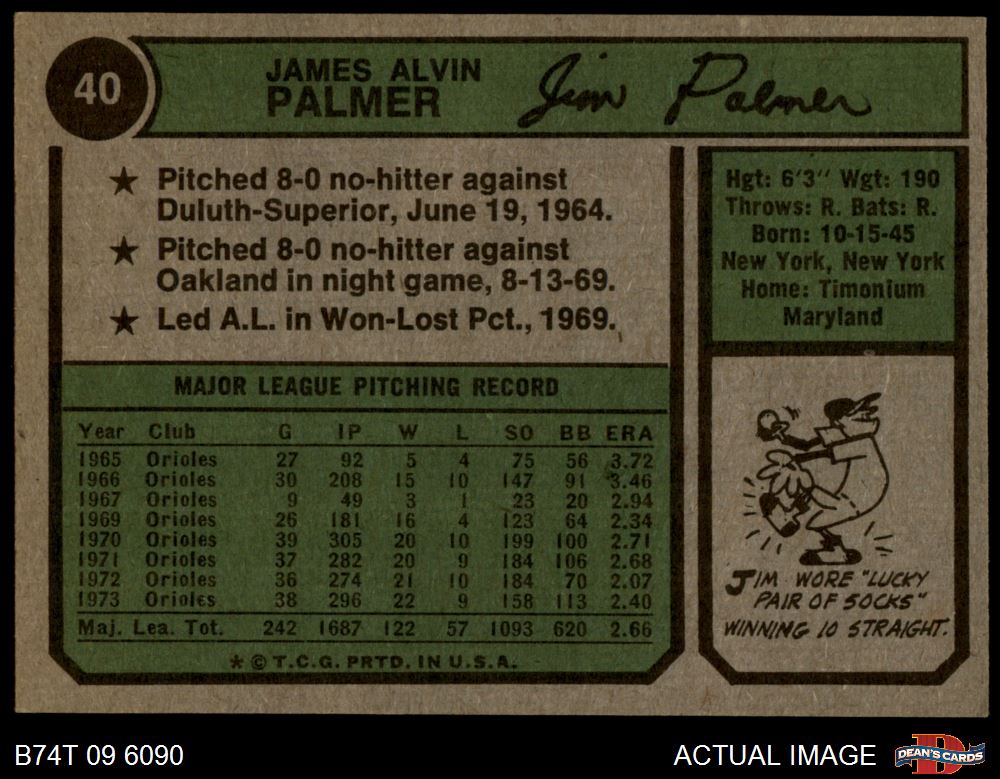 40
JAMES ALVIN
PALMER
Jim Palmer
★ Pitched 8-0 no-hitter against
Duluth-Superior, June 19, 1964.
★ Pitched 8-0 no-hitter against
Oakland in night game, 8-13-69.
★ Led A.L. in Won-Lost Pct., 1969.
Hgt: 6'3" Wgt: 190
Throws: R. Bats: R.
Born: 10-15-45
New York, New York
Home: Timonium
Maryland
MAJOR LEAGUE PITCHING RECORD
Year Club G IP W L SO BB ERA
1965 Orioles 27 92 5 4 75 56 3.72
1966 Orioles 30 208 15 10 147 91 3.46
1967 Orioles 9 49 3 1 23 20 2.94
1969 Orioles 26 181 16 4 123 64 2.34
1970 Orioles 39 305 20 10 199 100 2.71
1971 Orioles 37 282 20 9 184 106 2.68
1972 Orioles 36 274 21 10 184 70 2.07
1973 Orioles 38 296 22 9 158 113 2.40
Maj. Lea. Tot. 242 1687 122 57 1093 620 2.66
★ © T.C.G. PRTD. IN U.S.A.
JIM WORE "LUCKY
PAIR OF SOCKS"
WINNING 10 STRAIGHT.
B74T 09 6090
ACTUAL IMAGE
DEAN'S CARDS